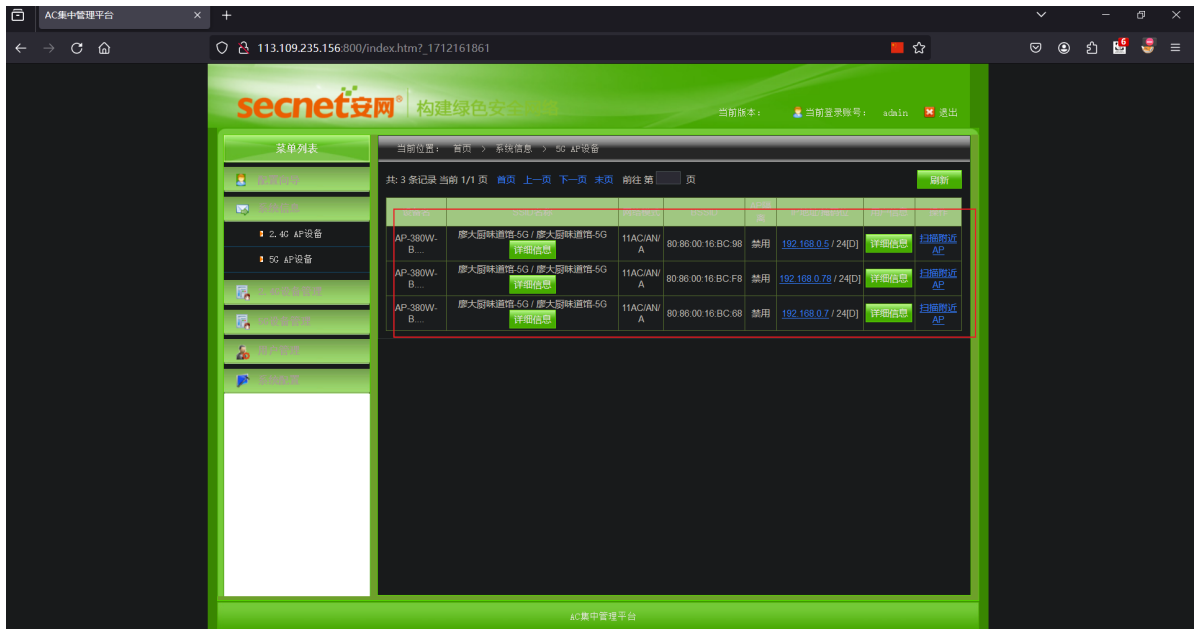 AC集中管理平台
113.109.235.156:800/index.htm?_1712161861
6
secnet安网® 构建绿色安全
当前版本： 当前登录账号： admin 退出
菜单列表
当前位置： 首页 > 系统信息 > 5G AP设备
共: 3 条记录 当前 1/1 页 首页 上一页 下一页 末页 前往 第 页 刷新
2.4G AP设备
5G AP设备
AP-380W-B.... 廖大厨味道馆-5G / 廖大厨味道馆-5G 详细信息 11AC/AN/A 80:86:00:16:BC:98 禁用 192.168.0.5 / 24[D] 详细信息 扫描附近AP
AP-380W-B.... 廖大厨味道馆-5G / 廖大厨味道馆-5G 详细信息 11AC/AN/A 80:86:00:16:BC:F8 禁用 192.168.0.78 / 24[D] 详细信息 扫描附近AP
AP-380W-B.... 廖大厨味道馆-5G / 廖大厨味道馆-5G 详细信息 11AC/AN/A 80:86:00:16:BC:68 禁用 192.168.0.7 / 24[D] 详细信息 扫描附近AP
AC集中管理平台